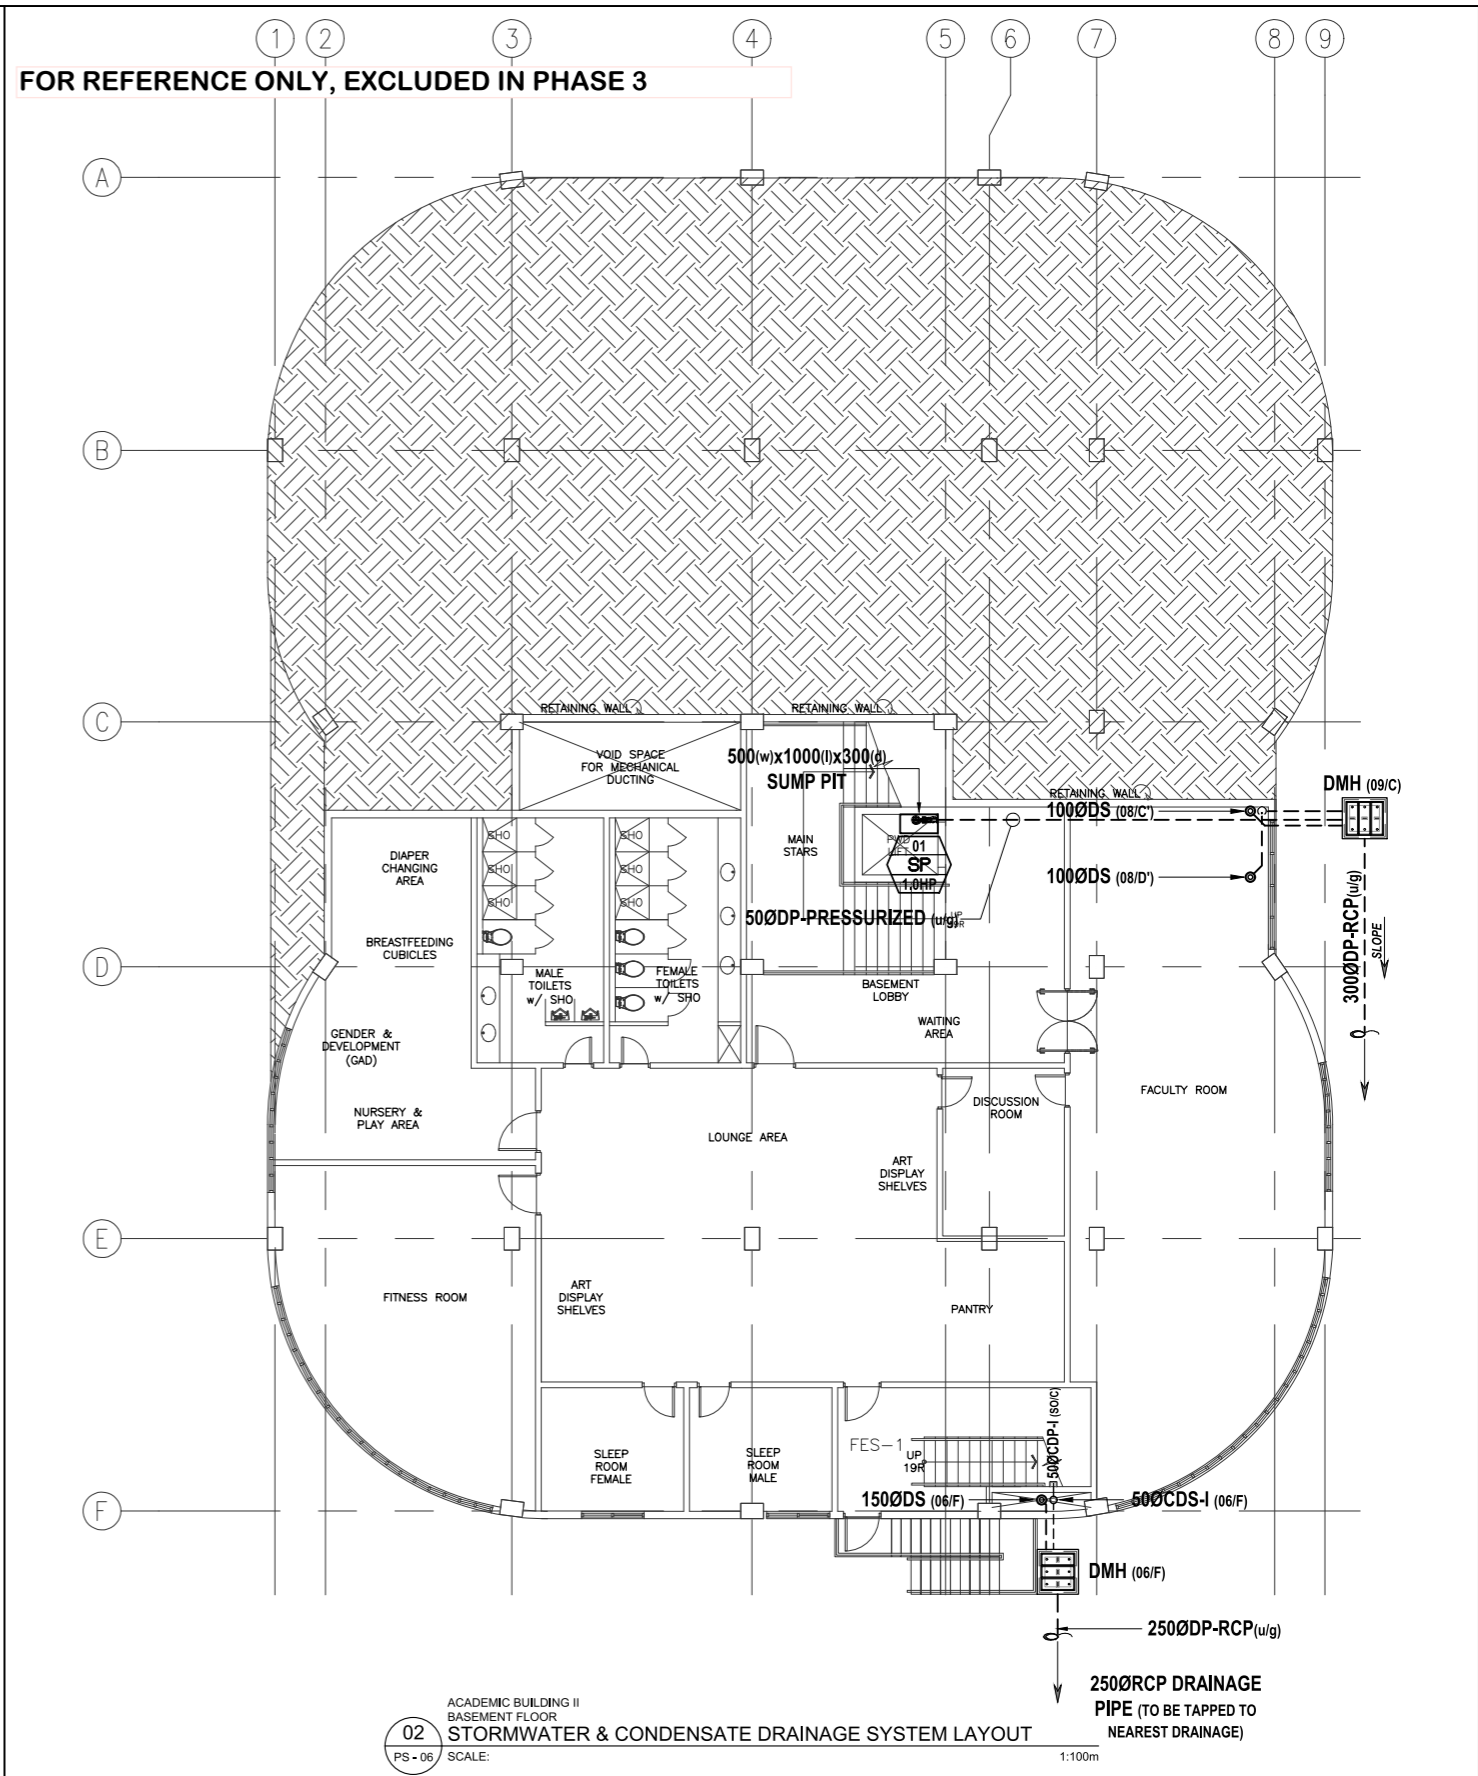 1 2 3 4 5 6 7 8 9
FOR REFERENCE ONLY, EXCLUDED IN PHASE 3
A
B
C
RETAINING WALL
RETAINING WALL
VOID SPACE
FOR MECHANICAL
DUCTING
500(w)x1000(l)x300(d)
SUMP PIT
RETAINING WALL
DMH (09/C)
100ØDS (08/C')
SHO
SHO
SHO
SHO
SHO
SHO
DIAPER
CHANGING
AREA
MAIN
STARS
PWD
LIFT
01
SP
1.0HP
100ØDS (08/D')
50ØDP-PRESSURIZED (u/g)
UP
300ØDP-RCP(u/g)
SLOPE
BREASTFEEDING
CUBICLES
D
MALE
TOILETS
w/ SHO
FEMALE
TOILETS
w/ SHO
BASEMENT
LOBBY
WAITING
AREA
GENDER &
DEVELOPMENT
(GAD)
NURSERY &
PLAY AREA
LOUNGE AREA
DISCUSSION
ROOM
FACULTY ROOM
ART
DISPLAY
SHELVES
E
FITNESS ROOM
ART
DISPLAY
SHELVES
PANTRY
SLEEP
ROOM
FEMALE
SLEEP
ROOM
MALE
FES-1
UP
19R
50ØCDP-I (SO/C)
F
150ØDS (06/F)
50ØCDS-I (06/F)
DMH (06/F)
250ØDP-RCP(u/g)
250ØRCP DRAINAGE
PIPE (TO BE TAPPED TO
NEAREST DRAINAGE)
ACADEMIC BUILDING II
BASEMENT FLOOR
02 STORMWATER & CONDENSATE DRAINAGE SYSTEM LAYOUT
PS - 06 SCALE: 1:100m